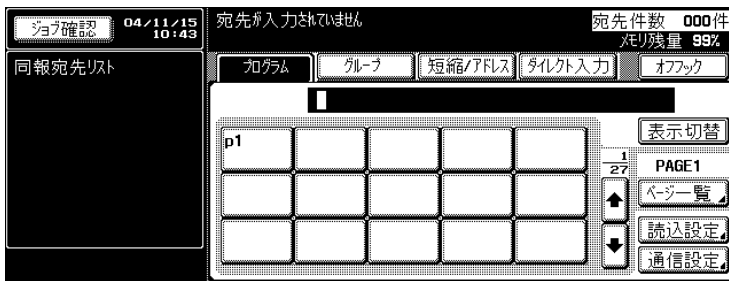 ジョブ確認
04/11/15
10:43
宛先が入力されていません
宛先件数 000件
メモリ残量 99%
同報宛先リスト
プログラム
グループ
短縮/アドレス
ダイレクト入力
オフフック
表示切替
p1
1
27
PAGE1
ページ一覧
読込設定
通信設定